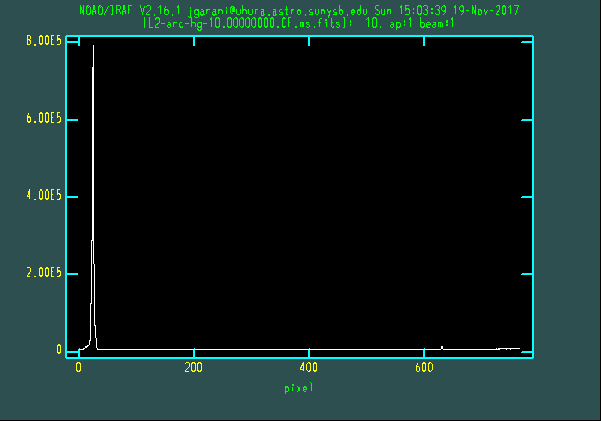 NOAO/IRAF V2.16.1 jgarani@uhura.astro.sunysb.edu Sun 15:03:39 19-Nov-2017
[L2-arc-hg-10.00000000.CF.ms.fits]: 10. ap:1 beam:1
8.00E5
6.00E5
4.00E5
2.00E5
0
0 200 400 600
pixel